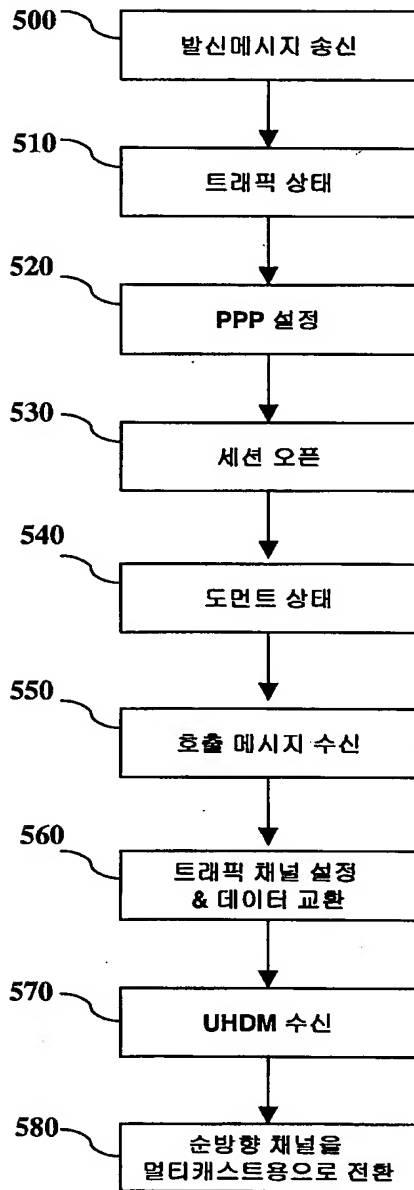 500
발신메시지 송신
510
트래픽 상태
520
PPP 설정
530
세션 오픈
540
도먼트 상태
550
호출 메시지 수신
560
트래픽 채널 설정
& 데이터 교환
570
UHDM 수신
580
순방향 채널을
멀티캐스트용으로 전환